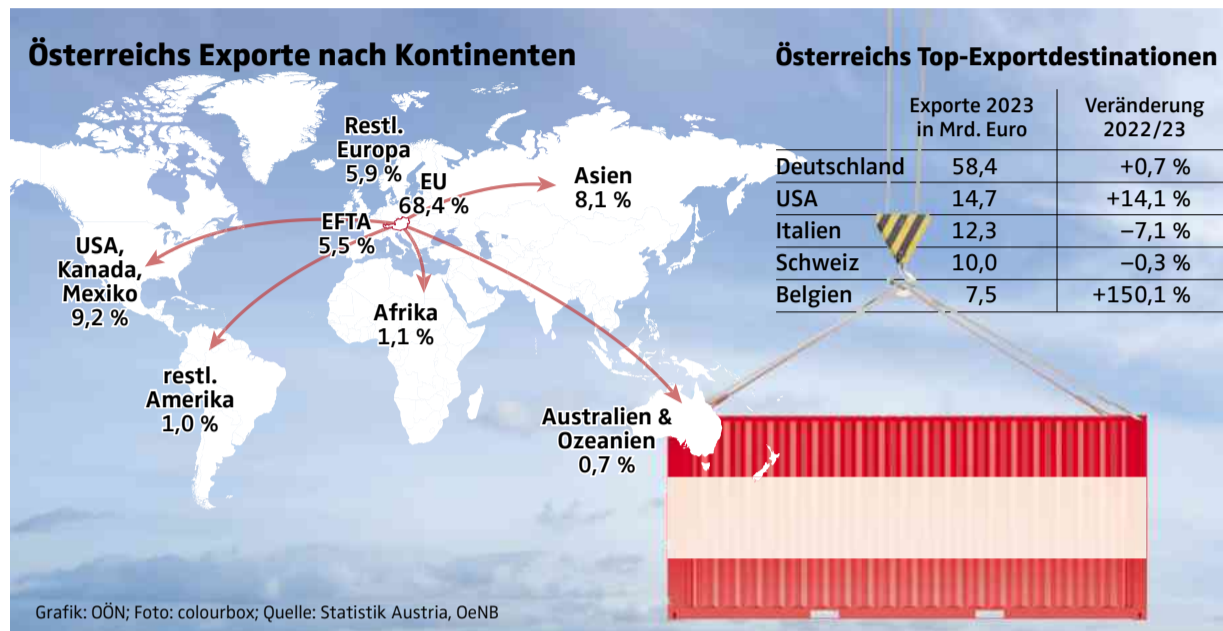 Österreichs Exporte nach Kontinenten
Restl.
Europa
5,9 %
EU
68,4 %
Asien
8,1 %
EFTA
5,5 %
USA,
Kanada,
Mexiko
9,2 %
Afrika
1,1 %
restl.
Amerika
1,0 %
Australien &
Ozeanien
0,7 %
Österreichs Top-Exportdestinationen
Exporte 2023 Veränderung
in Mrd. Euro 2022/23
Deutschland 58,4 +0,7 %
USA 14,7 +14,1 %
Italien 12,3 –7,1 %
Schweiz 10,0 –0,3 %
Belgien 7,5 +150,1 %
Grafik: OÖN; Foto: colourbox; Quelle: Statistik Austria, OeNB